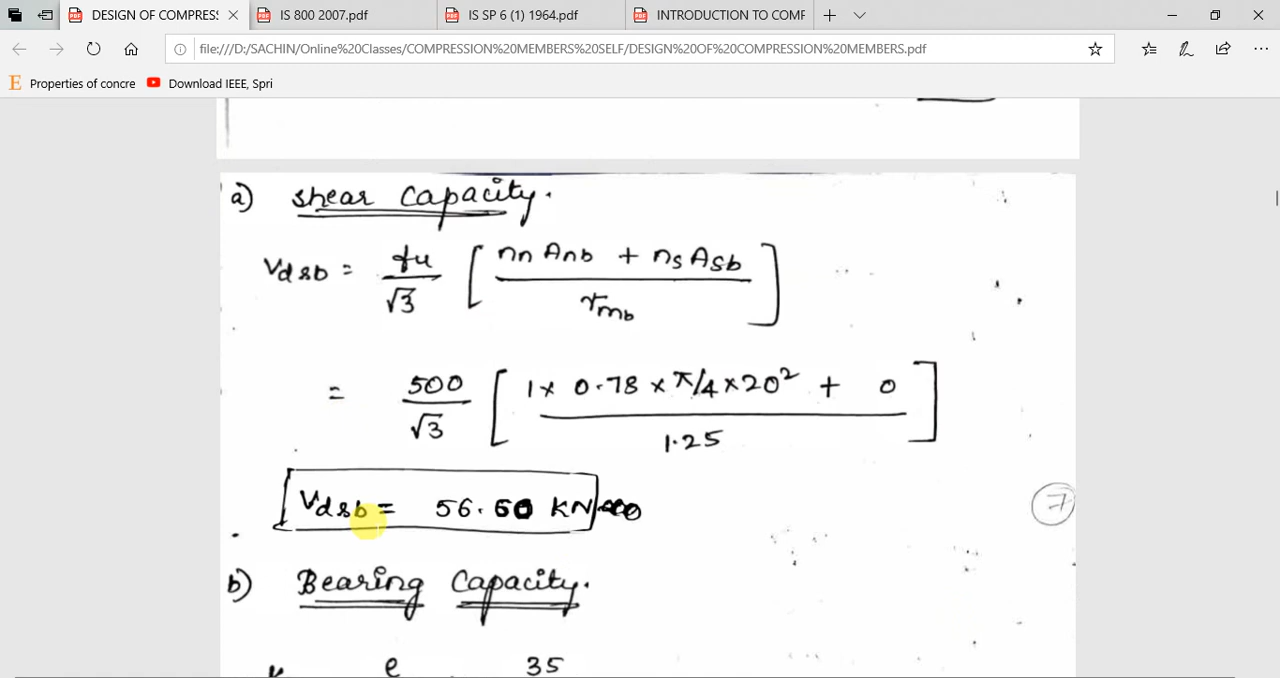 DESIGN OF COMPRESS
IS 800 2007.pdf
IS SP 6 (1) 1964.pdf
INTRODUCTION TO COMP
file:///D:/SACHIN/Online%20Classes/COMPRESSION%20MEMBERS%20SELF/DESIGN%20OF%20COMPRESSION%20MEMBERS.pdf
E Properties of concre
Download IEEE, Spri
a) Shear Capacity.
Vdsb = fu/√3 [ (nn Anb + ns Asb) / γmb ]
= 500/√3 [ (1 × 0.78 × π/4 × 20² + 0) / 1.25 ]
Vdsb = 56.60 KN
7
b) Bearing Capacity.
e 35